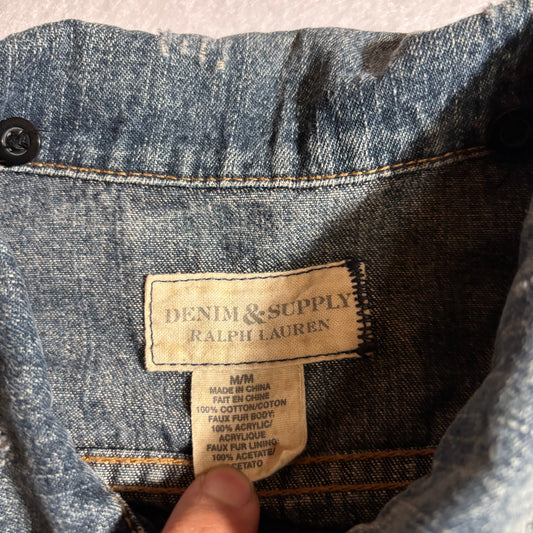 DENIM & SUPPLY
RALPH LAUREN
M/M
MADE IN CHINA
FAIT EN CHINE
100% COTTON/COTON
FAUX FUR BODY:
100% ACRYLIC/
ACRYLIQUE
FAUX FUR LINING:
100% ACETATE/
ACETATO